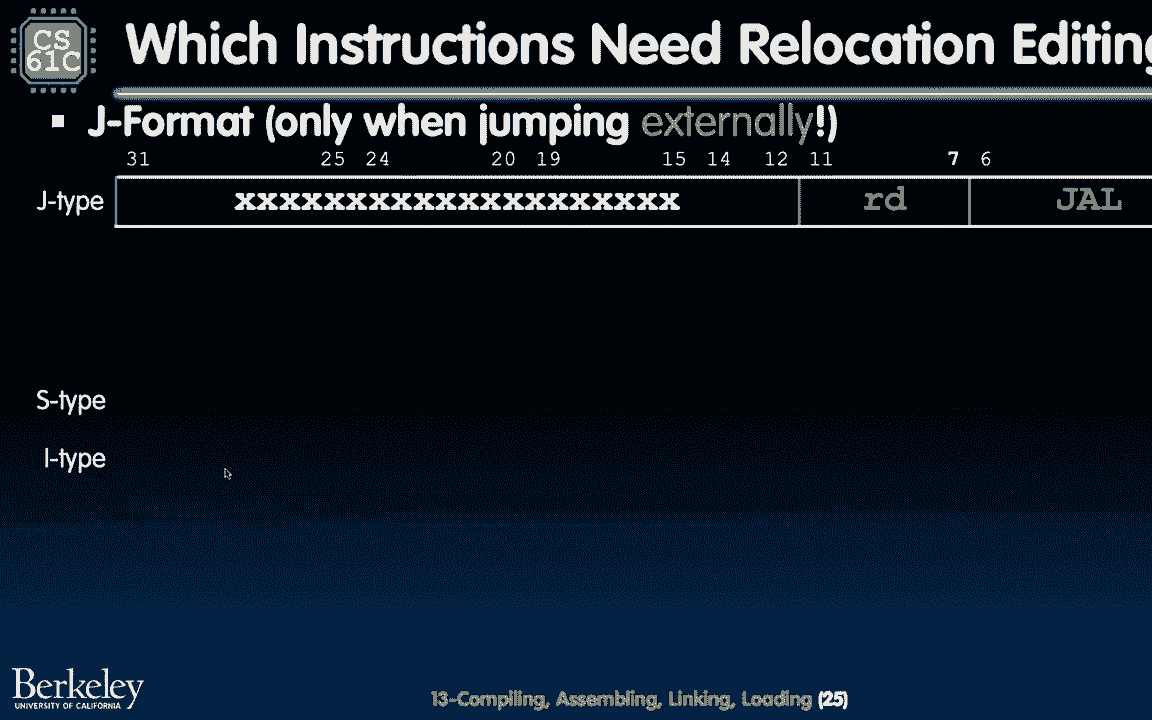 CS
61C
Which Instructions Need Relocation Editing
▪ J-Format (only when jumping externally!)
31 25 24 20 19 15 14 12 11 7 6
J-type xxxxxxxxxxxxxxxxxxxx rd JAL
S-type
I-type
Berkeley
UNIVERSITY OF CALIFORNIA
13-Compiling, Assembling, Linking, Loading (25)